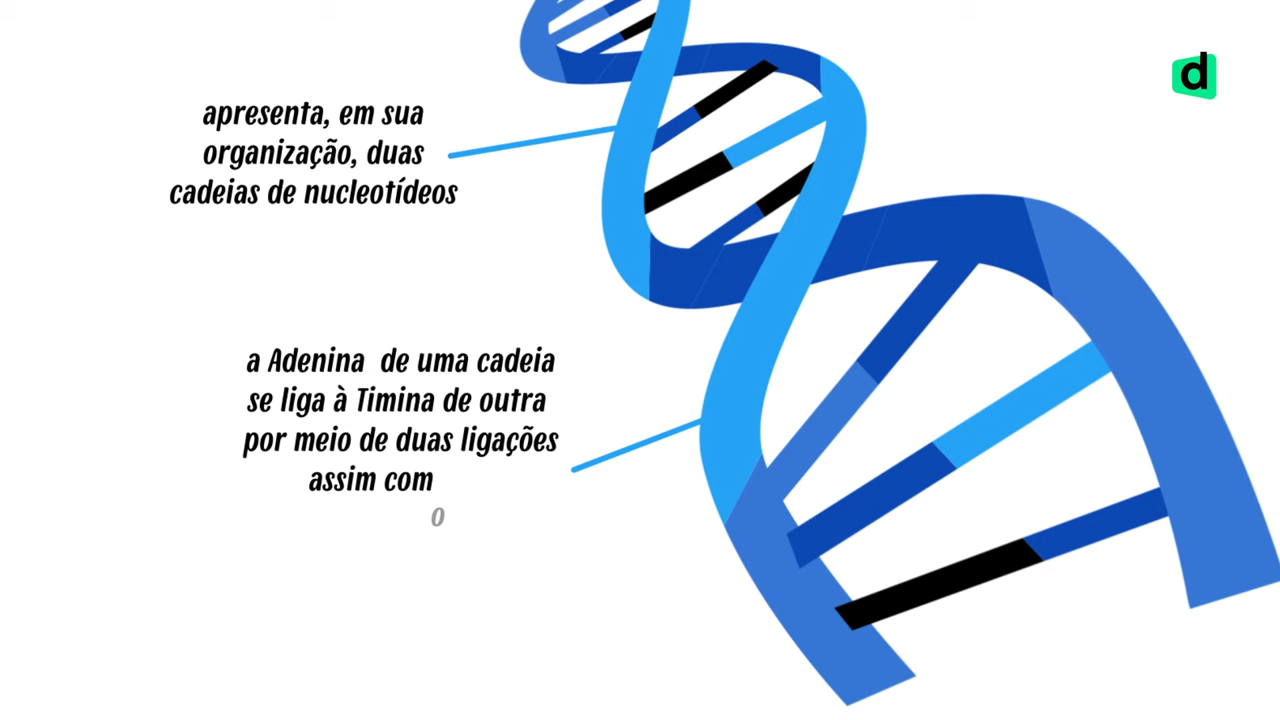 apresenta, em sua
organização, duas
cadeias de nucleotídeos
a Adenina de uma cadeia
se liga à Timina de outra
por meio de duas ligações
assim com
o
d